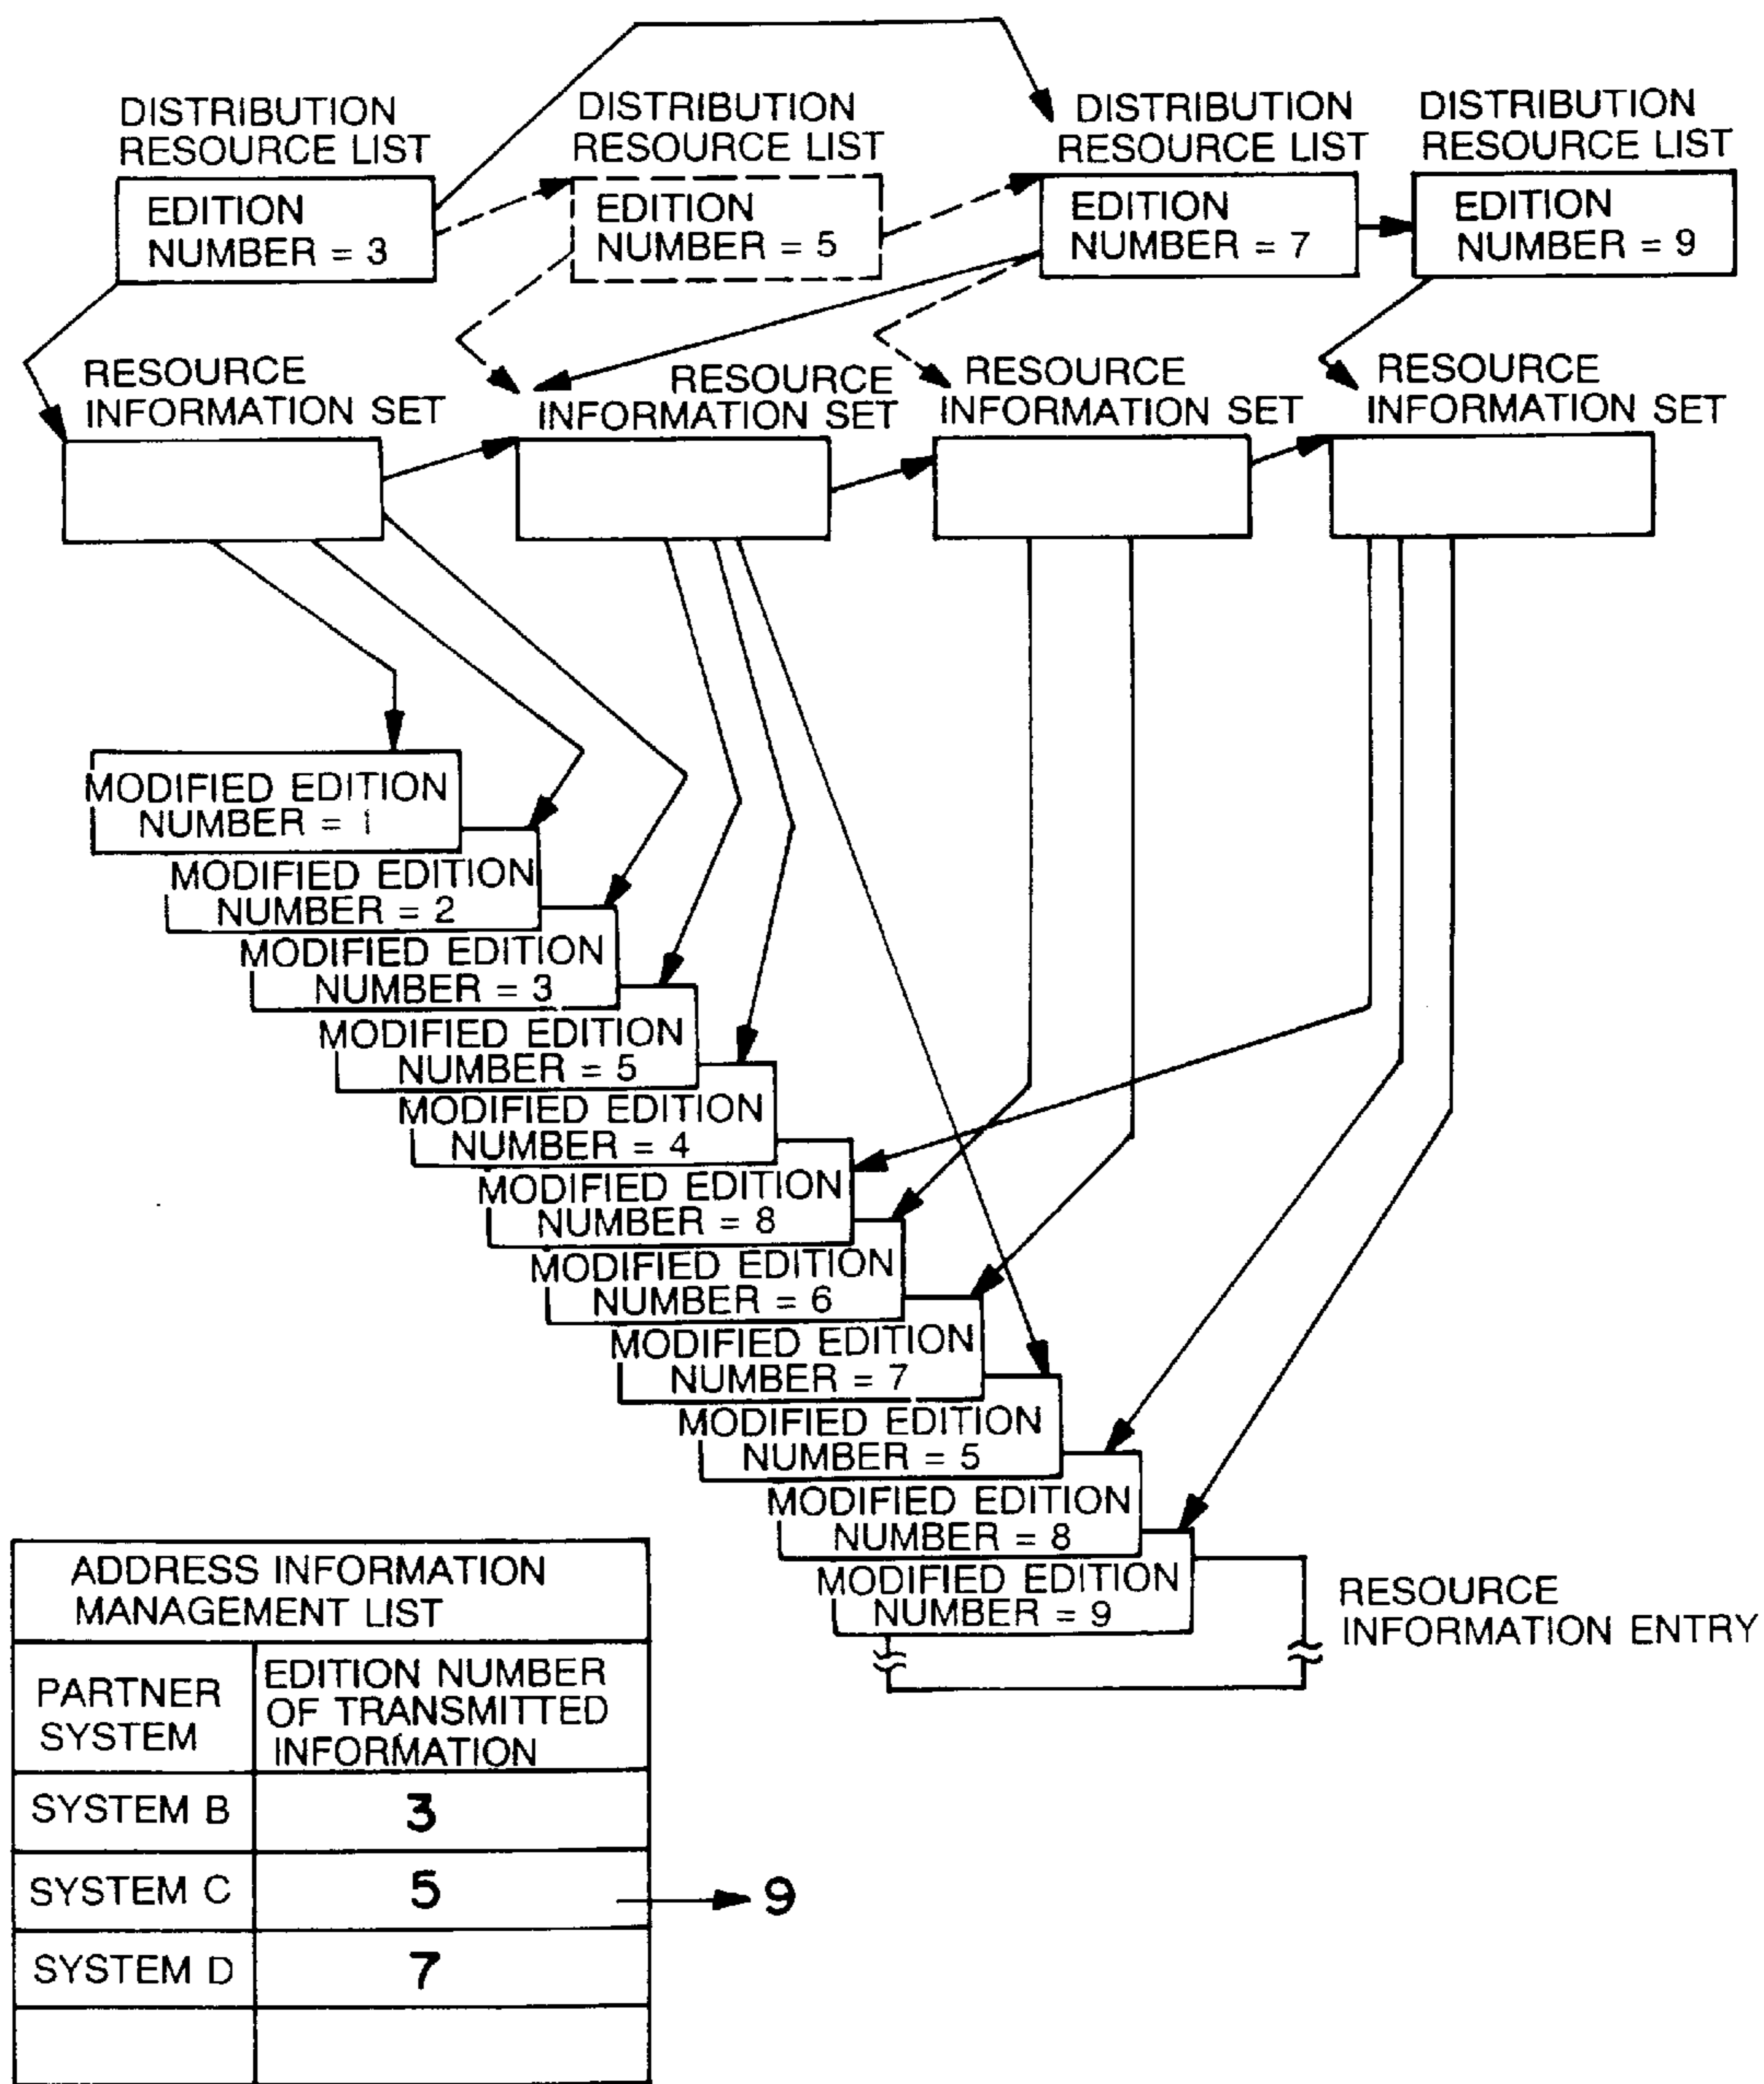 DISTRIBUTION
RESOURCE LIST
EDITION
NUMBER = 3
DISTRIBUTION
RESOURCE LIST
EDITION
NUMBER = 5
DISTRIBUTION
RESOURCE LIST
EDITION
NUMBER = 7
DISTRIBUTION
RESOURCE LIST
EDITION
NUMBER = 9
RESOURCE
INFORMATION SET
RESOURCE
INFORMATION SET
RESOURCE
INFORMATION SET
RESOURCE
INFORMATION SET
MODIFIED EDITION
NUMBER = 1
MODIFIED EDITION
NUMBER = 2
MODIFIED EDITION
NUMBER = 3
MODIFIED EDITION
NUMBER = 5
MODIFIED EDITION
NUMBER = 4
MODIFIED EDITION
NUMBER = 8
MODIFIED EDITION
NUMBER = 6
MODIFIED EDITION
NUMBER = 7
MODIFIED EDITION
NUMBER = 5
MODIFIED EDITION
NUMBER = 8
MODIFIED EDITION
NUMBER = 9
RESOURCE
INFORMATION ENTRY
ADDRESS INFORMATION
MANAGEMENT LIST
PARTNER
SYSTEM
EDITION NUMBER
OF TRANSMITTED
INFORMATION
SYSTEM B
3
SYSTEM C
5
9
SYSTEM D
7